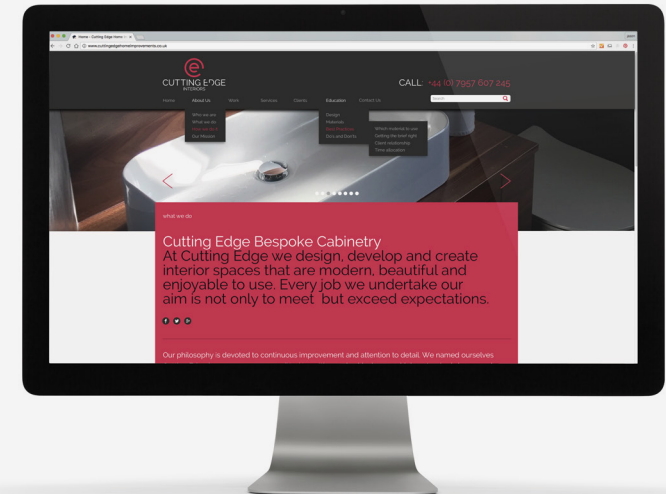 Home - Cutting Edge Home
www.cuttingedgehomeimprovements.co.uk
e
CUTTING EDGE
INTERIORS
CALL: +44 (0) 7957 607 245
Home About Us Work Services Clients Education Contact Us
Search
Who we are
What we do
How we work
Our Mission
Design
Materials
Best Practices
Do's and Don'ts
Which material to use
Getting the brief right
Client relationship
Time allocation
what we do
Cutting Edge Bespoke Cabinetry
At Cutting Edge we design, develop and create
interior spaces that are modern, beautiful and
enjoyable to use. Every job we undertake our
aim is not only to meet but exceed expectations.
Our philosophy is devoted to continuous improvement and attention to detail. We named ourselves